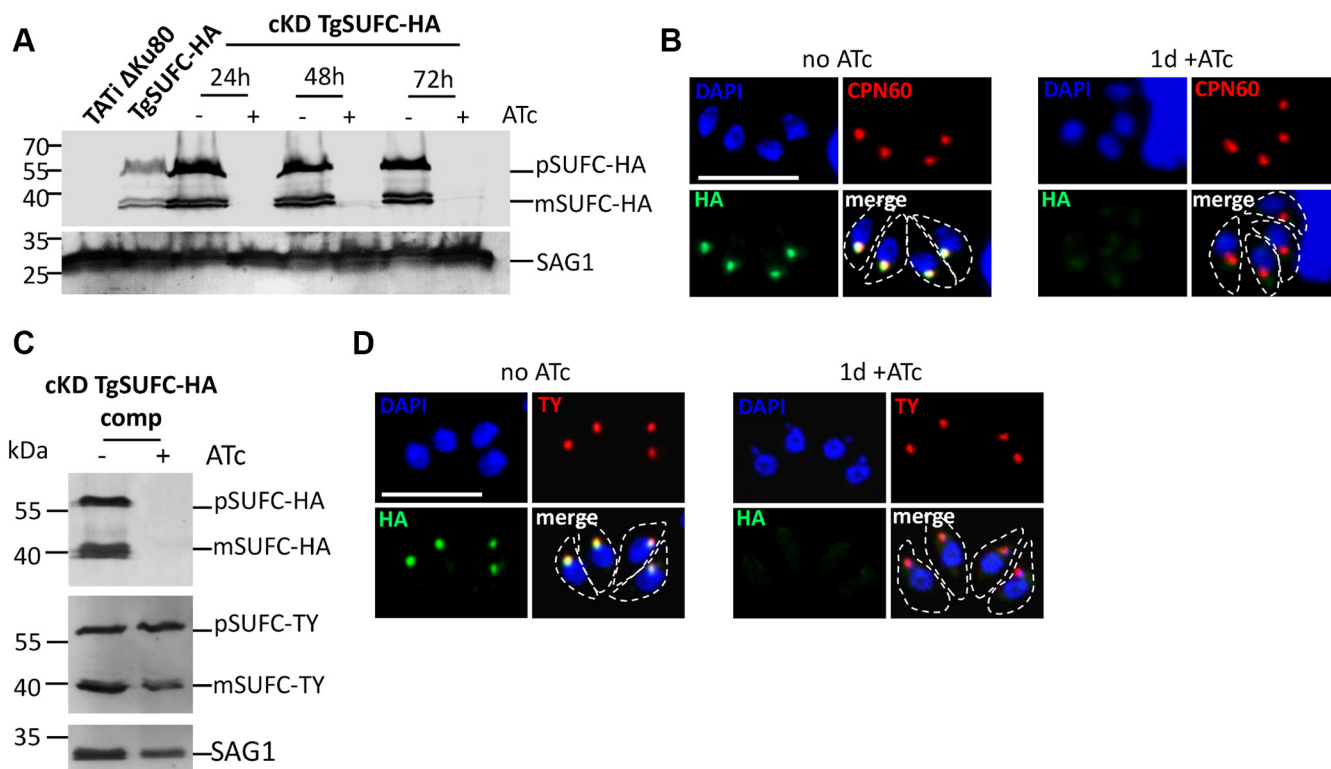 A
TATi ΔKu80
TgSUFC-HA
cKD TgSUFC-HA
24h 48h 72h
- + - + - + ATc
70
55
40
pSUFC-HA
mSUFC-HA
35
25
SAG1
B
no ATc 1d +ATc
DAPI CPN60 DAPI CPN60
HA merge HA merge
C
cKD TgSUFC-HA
comp
kDa - + ATc
55
40
pSUFC-HA
mSUFC-HA
55
40
pSUFC-TY
mSUFC-TY
35
SAG1
D
no ATc 1d +ATc
DAPI TY DAPI TY
HA merge HA merge